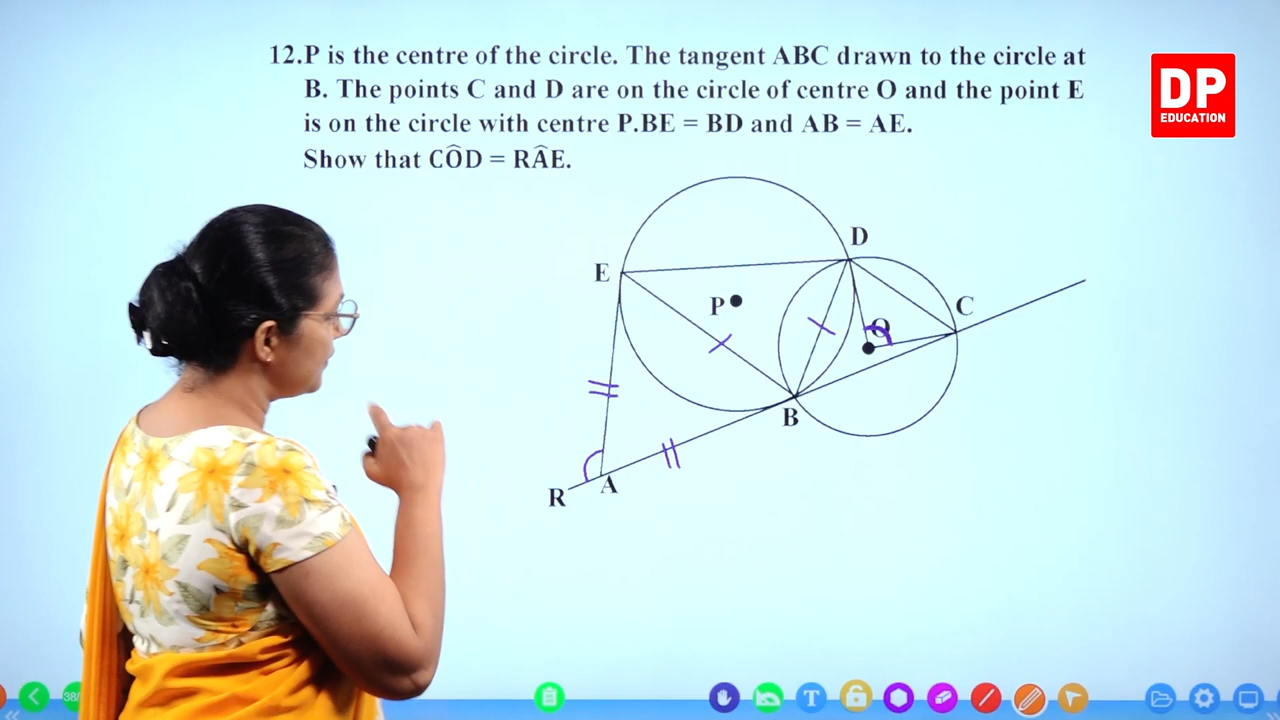 12.P is the centre of the circle. The tangent ABC drawn to the circle at
B. The points C and D are on the circle of centre O and the point E
is on the circle with centre P.BE = BD and AB = AE.
Show that CÔD = RÂE.
DP
EDUCATION
D
E
P
C
O
B
R
A
38/
T